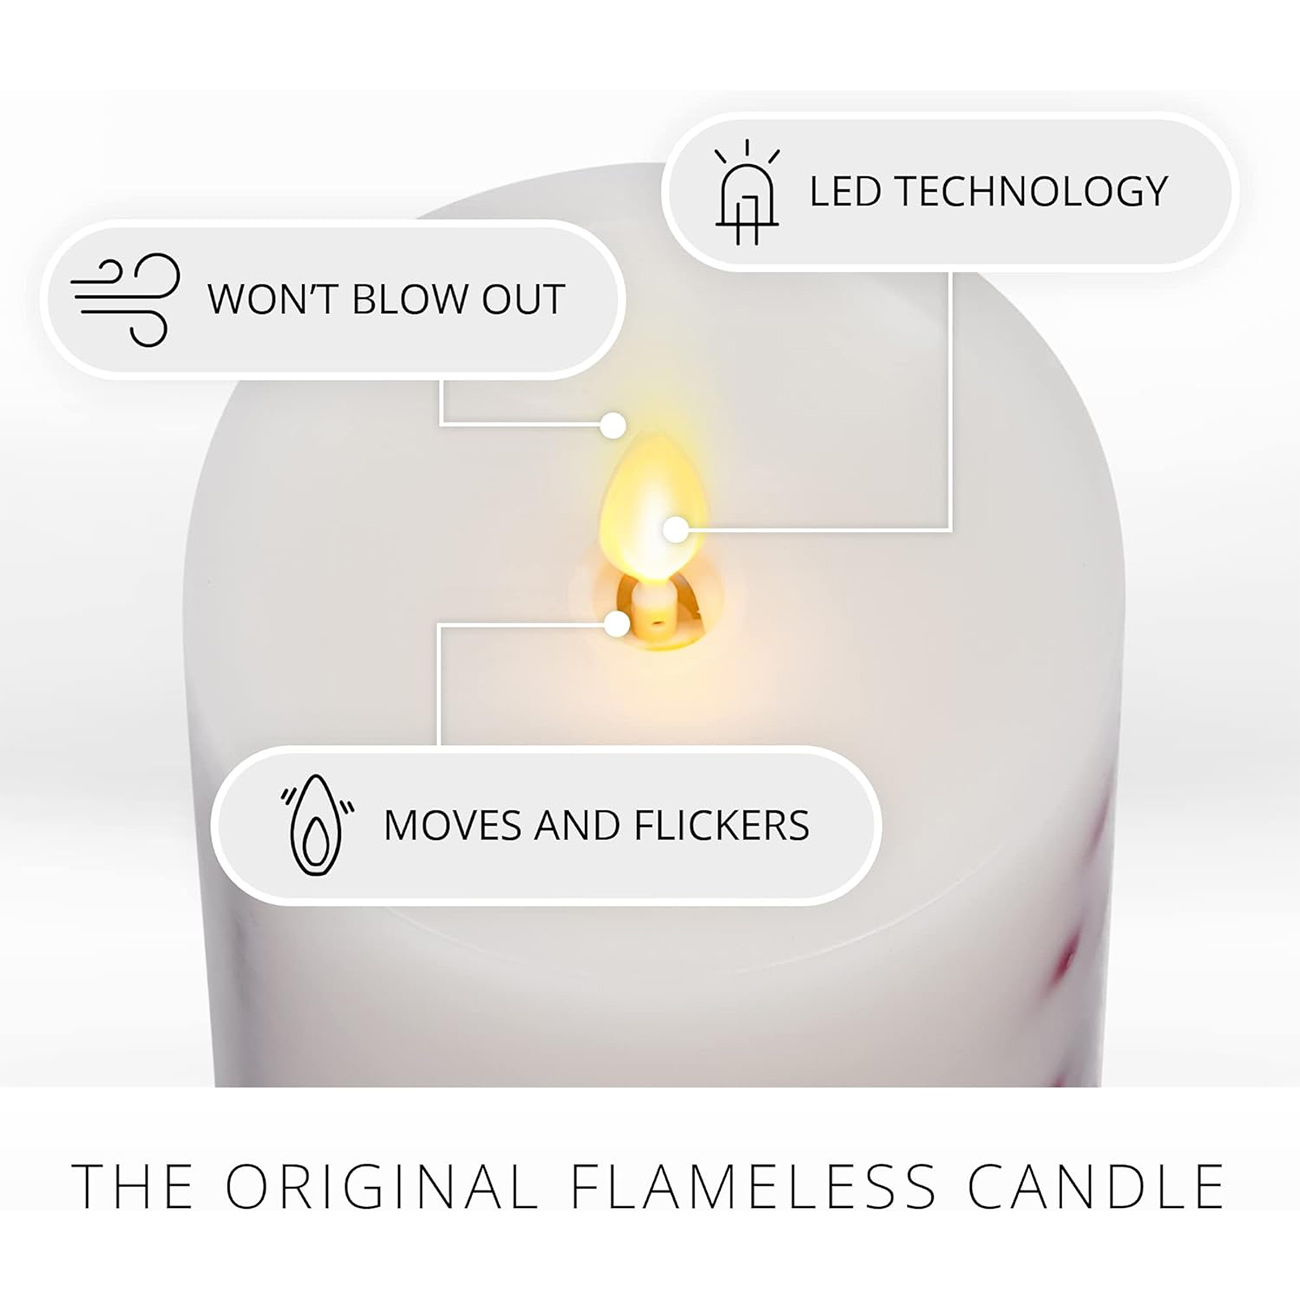 LED TECHNOLOGY
WON'T BLOW OUT
MOVES AND FLICKERS
THE ORIGINAL FLAMELESS CANDLE